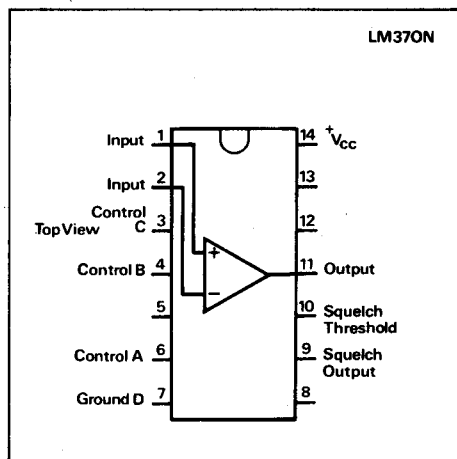 LM370N
Input 1
Input 2
Control
C 3
Top View
Control B 4
5
Control A 6
Ground D 7
+
−
14 +VCC
13
12
11 Output
10 Squelch
Threshold
9 Squelch
Output
8